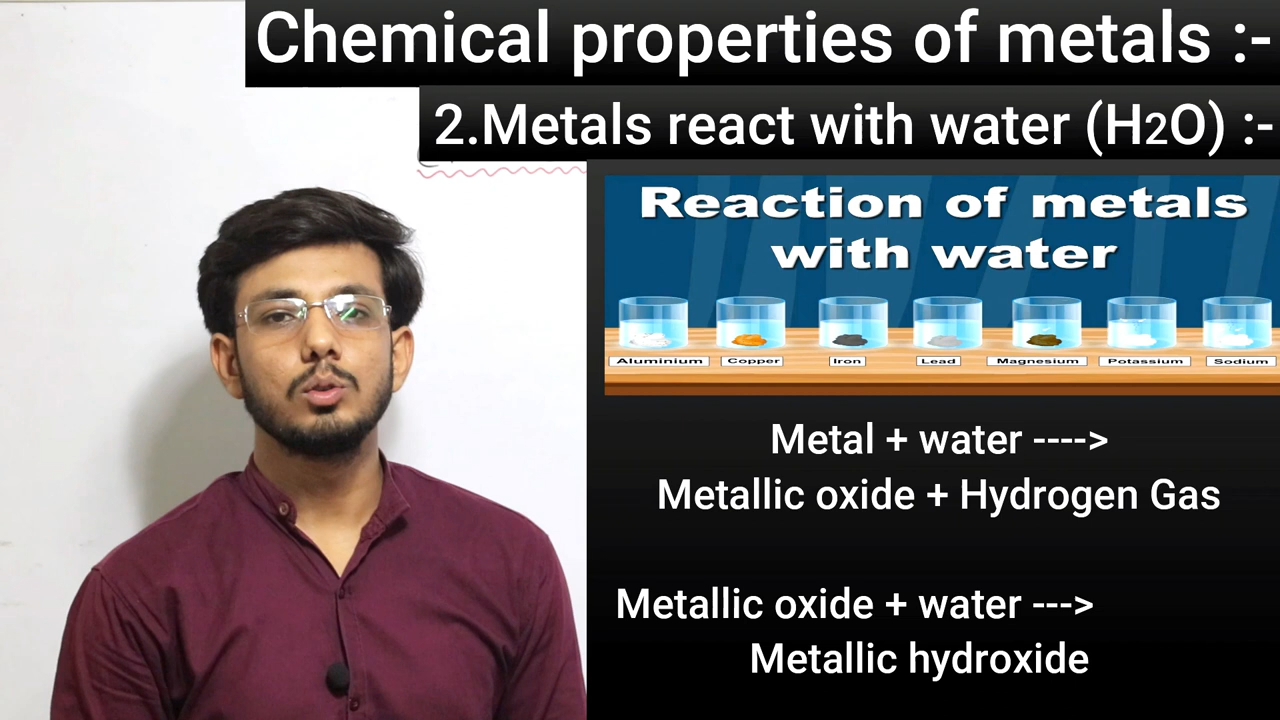 Chemical properties of metals :-
2.Metals react with water (H2O) :-
Reaction of metals
with water
Aluminium Copper Iron Lead Magnesium Potassium Sodium
Metal + water ---->
Metallic oxide + Hydrogen Gas
Metallic oxide + water --->
Metallic hydroxide